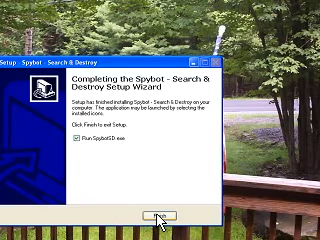 Setup - Spybot - Search & Destroy
Completing the Spybot - Search &
Destroy Setup Wizard
Setup has finished installing Spybot - Search & Destroy on your
computer. The application may be launched by selecting the
installed icons.
Click Finish to exit Setup.
Run SpybotSD.exe
Finish